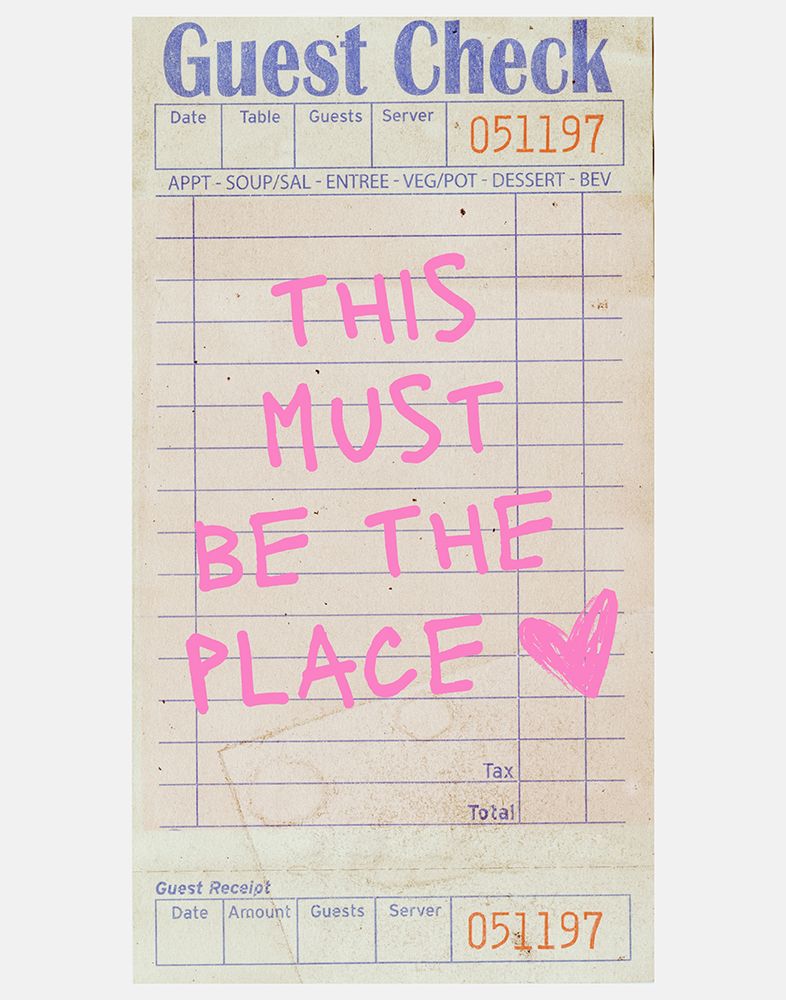 Guest Check
Date Table Guests Server 051197
APPT - SOUP/SAL - ENTREE - VEG/POT - DESSERT - BEV
THIS
MUST
BE THE
PLACE
Tax
Total
Guest Receipt
Date Amount Guests Server 051197